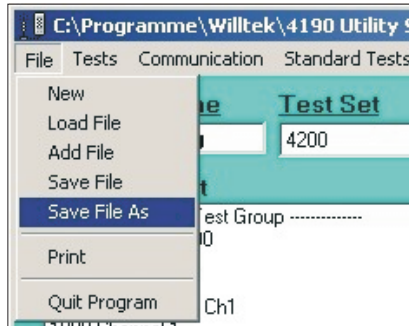 C:\Programme\Willtek\4190 Utility S
File Tests Communication Standard Tests
New
Load File
Add File
Save File
Save File As
Print
Quit Program
Test Set
4200
Test Group --------------
Ch1